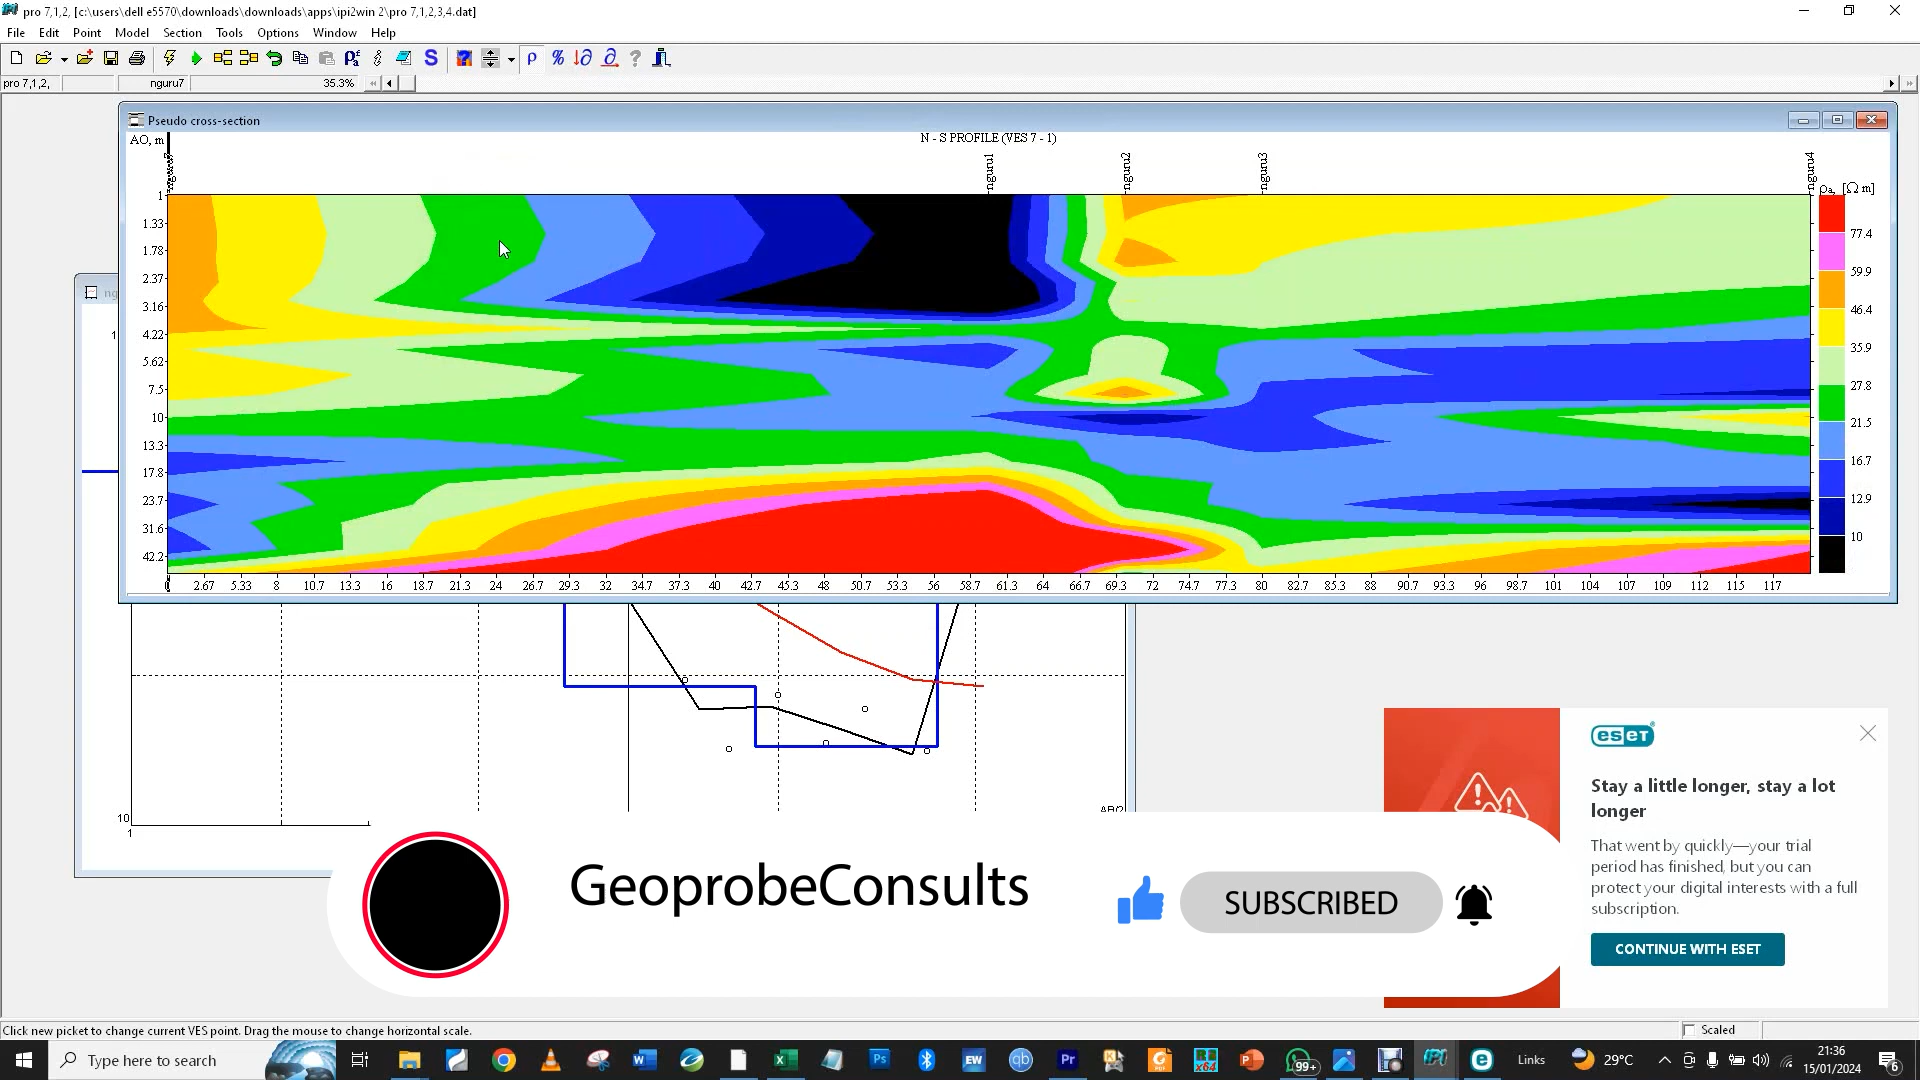 pro 7,1,2, [c:\users\dell e5570\downloads\downloads\apps\ipi2win 2\pro 7,1,2,3,4.dat]
File Edit Point Model Section Tools Options Window Help
pro 7,1,2, nguru7 35.3%
Pseudo cross-section
AO, m
N - S PROFILE (VES 7 - 1)
nguru1
nguru2
nguru3
nguru4
ρa, [Ω m]
1
1.33
1.78
2.37
3.16
4.22
5.62
7.5
10
13.3
17.8
23.7
31.6
42.2
77.4
59.9
46.4
35.9
27.8
21.5
16.7
12.9
10
0 2.67 5.33 8 10.7 13.3 16 18.7 21.3 24 26.7 29.3 32 34.7 37.3 40 42.7 45.3 48 50.7 53.3 56 58.7 61.3 64 66.7 69.3 72 74.7 77.3 80 82.7 85.3 88 90.7 93.3 96 98.7 101 104 107 109 112 115 117
ng
1
10
1
AB/2
GeoprobeConsults
SUBSCRIBED
eset
Stay a little longer, stay a lot
longer
That went by quickly—your trial
period has finished, but you can
protect your digital interests with a full
subscription.
CONTINUE WITH ESET
Click new picket to change current VES point. Drag the mouse to change horizontal scale.
Scaled
Type here to search
99+
Links
29°C
21:36
15/01/2024
6